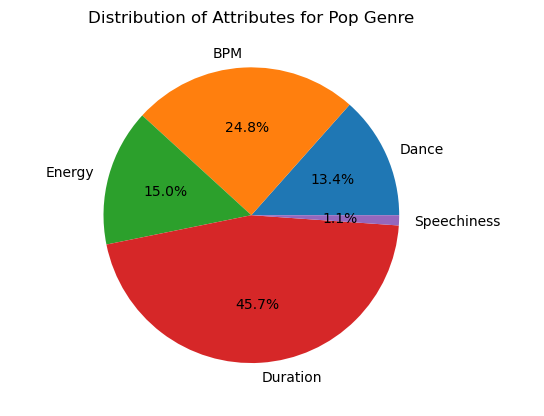 Distribution of Attributes for Pop Genre
BPM
24.8%
Dance
Energy
13.4%
15.0%
1.1%
Speechiness
45.7%
Duration